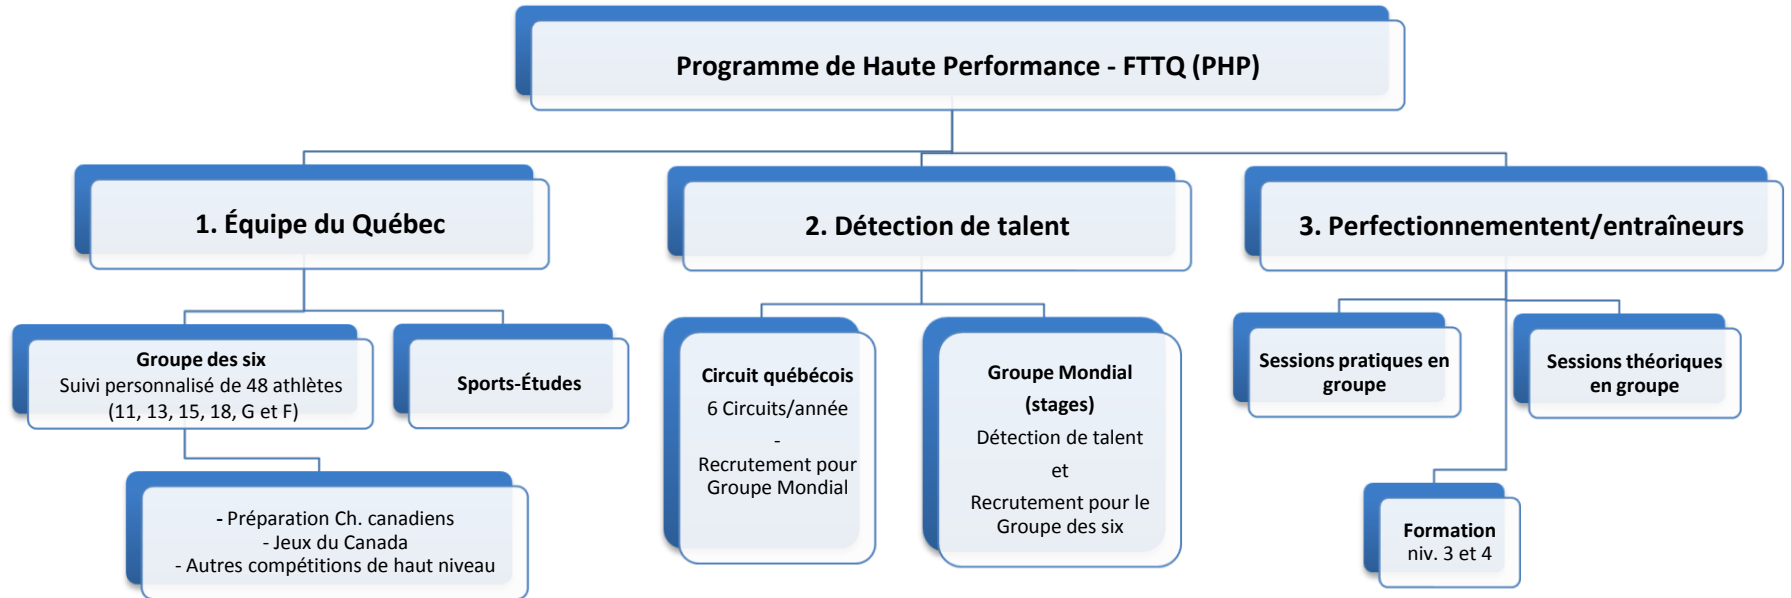 Programme de Haute Performance - FTTQ (PHP)
1. Équipe du Québec
2. Détection de talent
3. Perfectionnementent/entraîneurs
Groupe des six
Suivi personnalisé de 48 athlètes
(11, 13, 15, 18, G et F)
Sports-Études
Circuit québécois
6 Circuits/année
-
Recrutement pour
Groupe Mondial
Groupe Mondial
(stages)
Détection de talent
et
Recrutement pour le
Groupe des six
Sessions pratiques en
groupe
Sessions théoriques
en groupe
- Préparation Ch. canadiens
- Jeux du Canada
- Autres compétitions de haut niveau
Formation
niv. 3 et 4